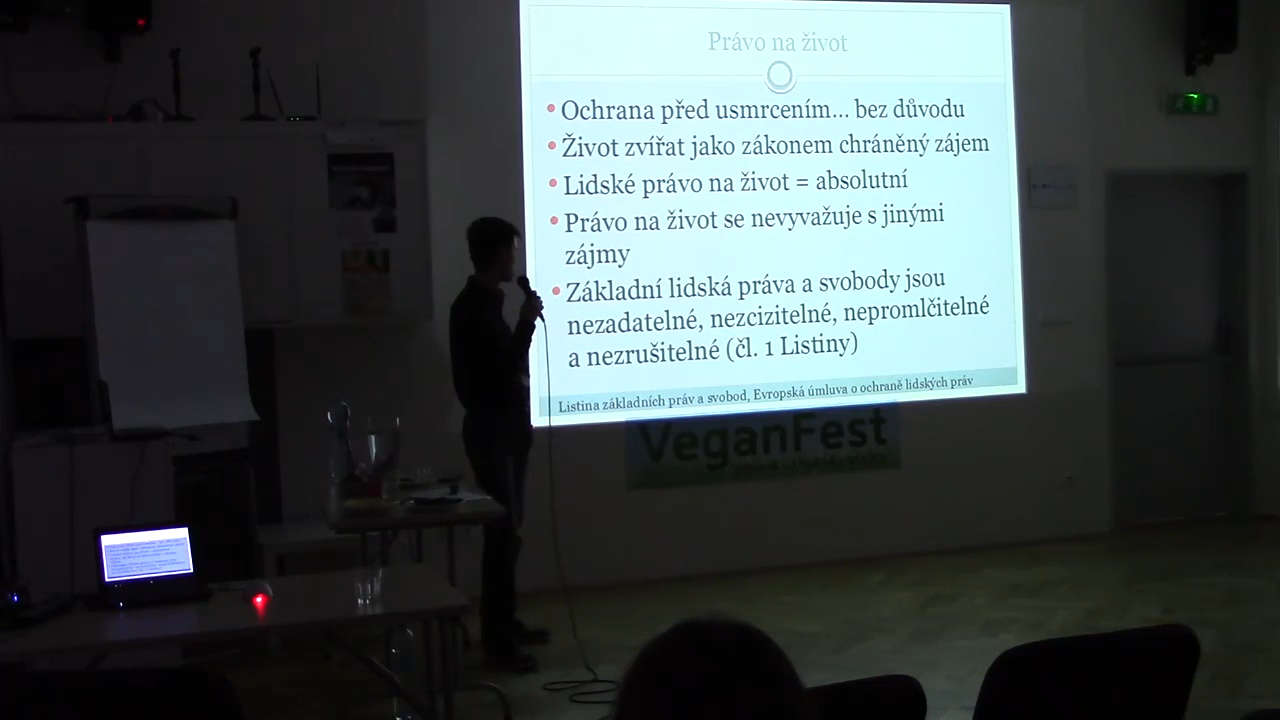 Právo na život
• Ochrana před usmrcením... bez důvodu
• Život zvířat jako zákonem chráněný zájem
• Lidské právo na život = absolutní
• Právo na život se nevyvažuje s jinými
zájmy
• Základní lidská práva a svobody jsou
nezadatelné, nezcizitelné, nepromlčitelné
a nezrušitelné (čl. 1 Listiny)
Listina základních práv a svobod, Evropská úmluva o ochraně lidských práv
VeganFest